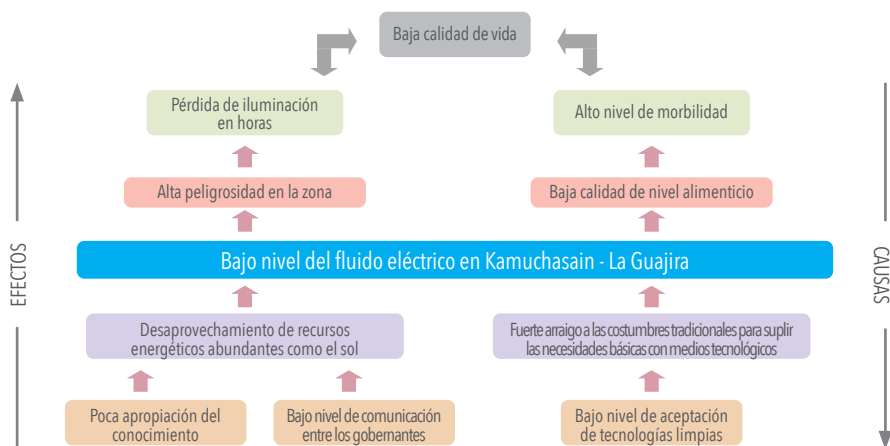 Baja calidad de vida
Pérdida de iluminación
en horas
Alto nivel de morbilidad
Alta peligrosidad en la zona
Baja calidad de nivel alimenticio
EFECTOS
Bajo nivel del fluido eléctrico en Kamuchasain - La Guajira
CAUSAS
Desaprovechamiento de recursos
energéticos abundantes como el sol
Fuerte arraigo a las costumbres tradicionales para suplir
las necesidades básicas con medios tecnológicos
Poca apropiación del
conocimiento
Bajo nivel de comunicación
entre los gobernantes
Bajo nivel de aceptación
de tecnologías limpias